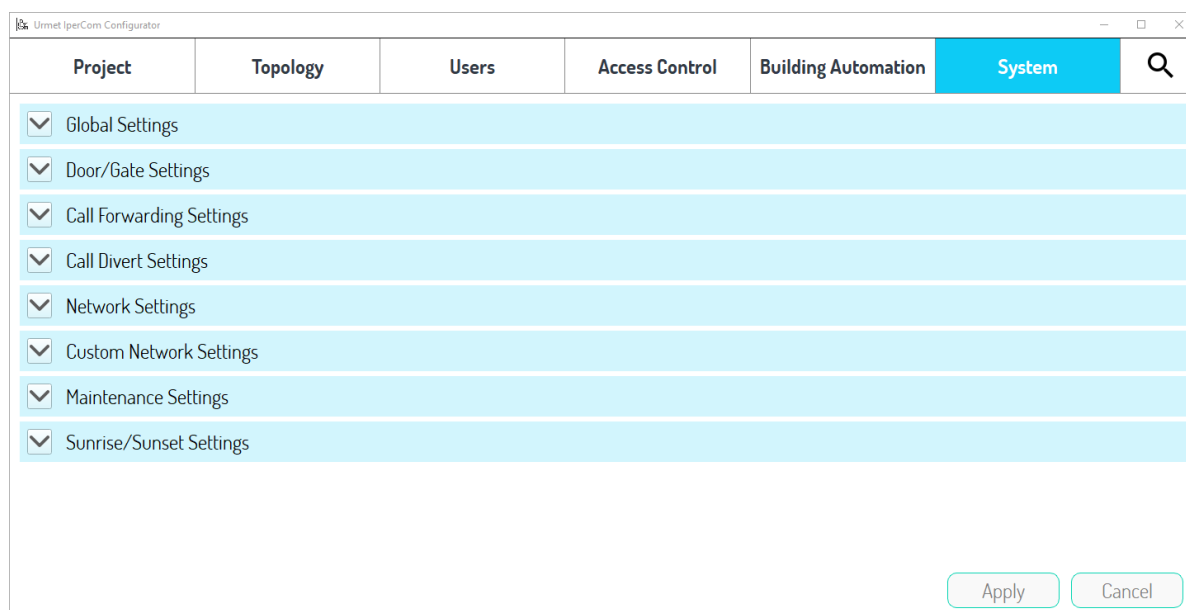 Urmet IperCom Configurator
Project Topology Users Access Control Building Automation System
Global Settings
Door/Gate Settings
Call Forwarding Settings
Call Divert Settings
Network Settings
Custom Network Settings
Maintenance Settings
Sunrise/Sunset Settings
Apply Cancel